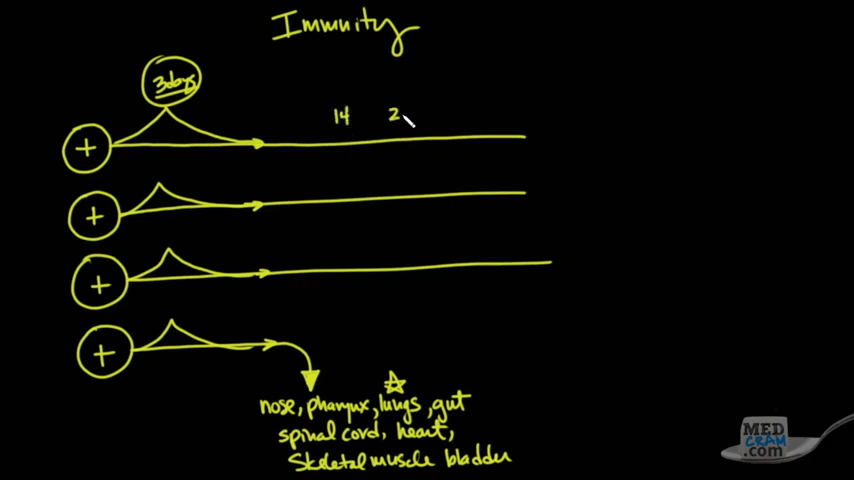 Immunity
3days
14 2
+
+
+
+
nose, pharynx, lungs, gut
spinal cord, heart,
Skeletal muscle bladder
MED
CRAM
.com